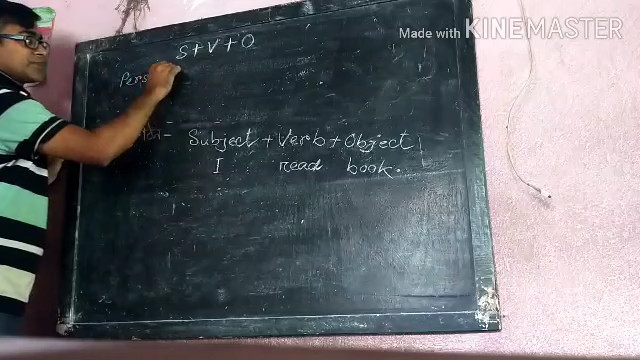 Made with KINEMASTER
S + V + O
Pers
Subject + Verb + Object
I read book.